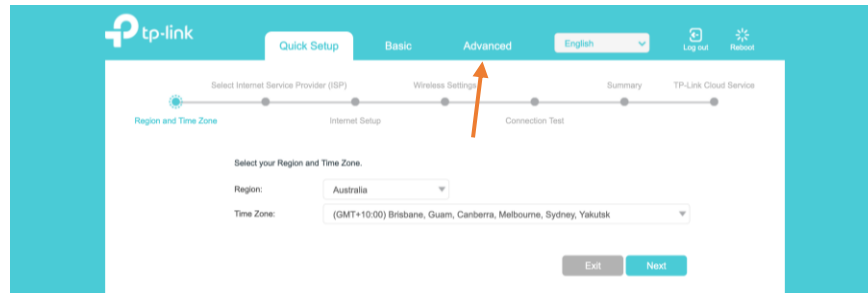 tp-link
Quick Setup Basic Advanced English Log out Reboot
Select Internet Service Provider (ISP) Wireless Settings Summary TP-Link Cloud Service
Region and Time Zone Internet Setup Connection Test
Select your Region and Time Zone.
Region: Australia
Time Zone: (GMT+10:00) Brisbane, Guam, Canberra, Melbourne, Sydney, Yakutsk
Exit Next